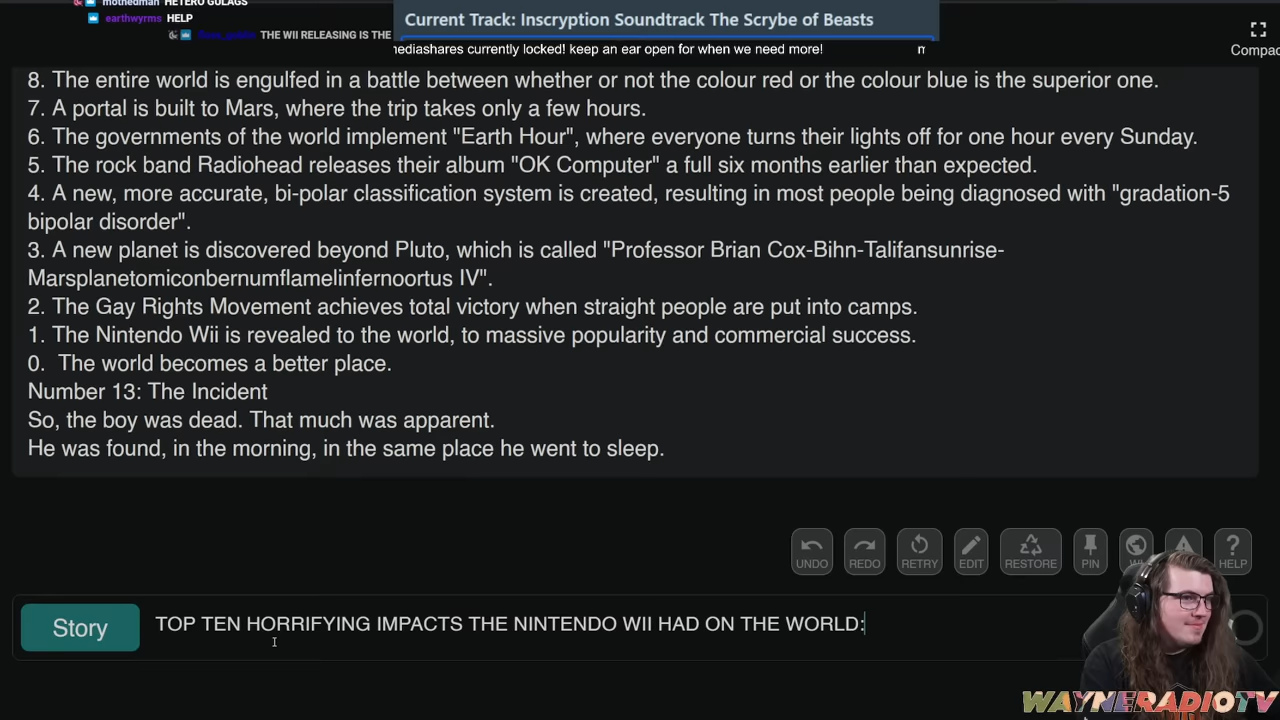 HETERO GULAGS
earthwyrms HELP
THE WII RELEASING IS THE
Current Track: Inscryption Soundtrack The Scrybe of Beasts
mediashares currently locked! keep an ear open for when we need more!
Compac
8. The entire world is engulfed in a battle between whether or not the colour red or the colour blue is the superior one.
7. A portal is built to Mars, where the trip takes only a few hours.
6. The governments of the world implement "Earth Hour", where everyone turns their lights off for one hour every Sunday.
5. The rock band Radiohead releases their album "OK Computer" a full six months earlier than expected.
4. A new, more accurate, bi-polar classification system is created, resulting in most people being diagnosed with "gradation-5
bipolar disorder".
3. A new planet is discovered beyond Pluto, which is called "Professor Brian Cox-Bihn-Talifansunrise-
Marsplanetomiconbernumflamelinfernoortus IV".
2. The Gay Rights Movement achieves total victory when straight people are put into camps.
1. The Nintendo Wii is revealed to the world, to massive popularity and commercial success.
0. The world becomes a better place.
Number 13: The Incident
So, the boy was dead. That much was apparent.
He was found, in the morning, in the same place he went to sleep.
UNDO REDO RETRY EDIT RESTORE PIN HELP
Story TOP TEN HORRIFYING IMPACTS THE NINTENDO WII HAD ON THE WORLD:
WAYNERADIOTV